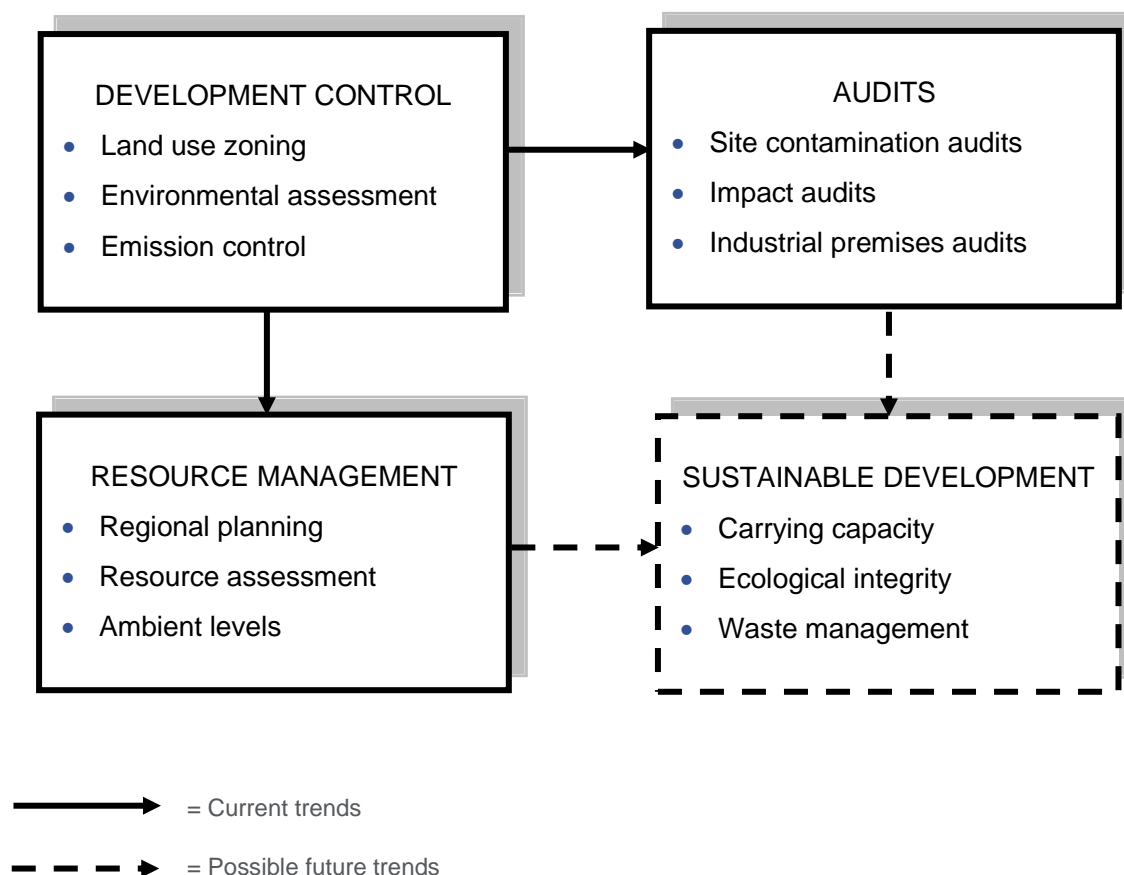 DEVELOPMENT CONTROL
• Land use zoning
• Environmental assessment
• Emission control
AUDITS
• Site contamination audits
• Impact audits
• Industrial premises audits
RESOURCE MANAGEMENT
• Regional planning
• Resource assessment
• Ambient levels
SUSTAINABLE DEVELOPMENT
• Carrying capacity
• Ecological integrity
• Waste management
= Current trends
= Possible future trends